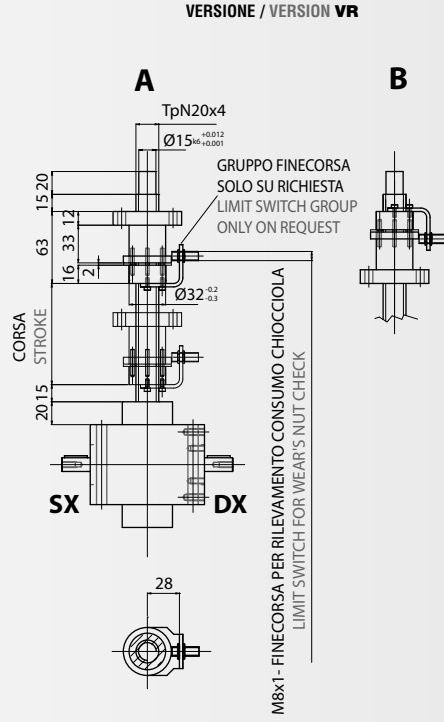 VERSIONE / VERSION VR
A
B
TpN20x4
Ø15 k6 +0.012 +0.001
GRUPPO FINECORSA
SOLO SU RICHIESTA
LIMIT SWITCH GROUP
ONLY ON REQUEST
20
15
12
63
33
16
2
Ø32 -0.2 -0.3
CORSA
STROKE
15
20
SX
DX
28
M8x1- FINECORSA PER RILEVAMENTO CONSUMO CHIOCCIOLA
LIMIT SWITCH FOR WEAR'S NUT CHECK